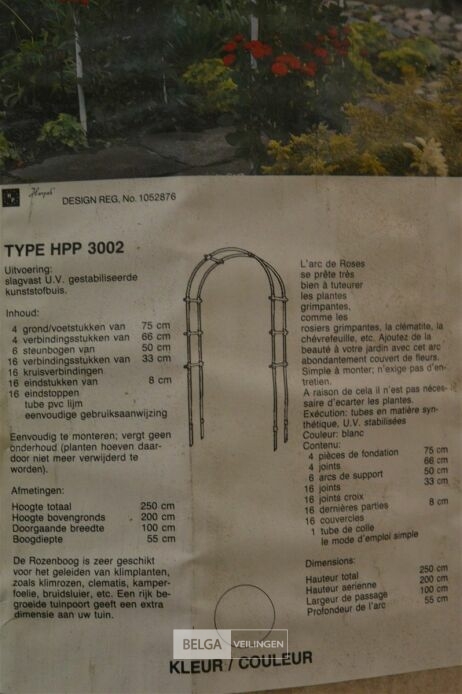 DESIGN REG. No. 1052876
TYPE HPP 3002
Uitvoering:
slagvast U.V. gestabiliseerde
kunststofbuis.
Inhoud:
4 grond/voetstukken van 75 cm
4 verbindingsstukken van 66 cm
6 steunbogen van 50 cm
16 verbindingsstukken van 33 cm
16 kruisverbindingen
16 eindstukken van 8 cm
16 eindstoppen
tube pvc lijm
eenvoudige gebruiksaanwijzing
Eenvoudig te monteren; vergt geen
onderhoud (planten hoeven daar-
door niet meer verwijderd te
worden).
Afmetingen:
Hoogte totaal 250 cm
Hoogte bovengronds 200 cm
Doorgaande breedte 100 cm
Boogdiepte 55 cm
De Rozenboog is zeer geschikt
voor het geleiden van klimplanten,
zoals klimrozen, clematis, kamper-
foelie, bruidsluier, etc. Een rijk be-
groeide tuinpoort geeft een extra
dimensie aan uw tuin.
L'arc de Roses
se prête très
bien à tuteurer
les plantes
grimpantes,
comme les
rosiers grimpantes, la clématite, la
chévrefeuille, etc. Ajoutez de la
beauté à votre jardin avec cet arc
abondantement couvert de fleurs.
Simple à monter; n'exige pas d'en-
tretien.
A raison de cela il n'est pas néces-
saire d'ecarter les plantes.
Exécution: tubes en matière syn-
thétique, U.V. stabilisées
Couleur: blanc
Contenu:
4 pièces de fondation 75 cm
4 joints 66 cm
6 arcs de support 50 cm
16 joints 33 cm
16 joints croix
16 dernières parties 8 cm
16 couvercles
1 tube de colle
le mode d'emploi simple
Dimensions:
Hauteur total 250 cm
Hauteur aerienne 200 cm
Largeur de passage 100 cm
Profondeur de l'arc 55 cm
BELGA VEILINGEN
KLEUR / COULEUR